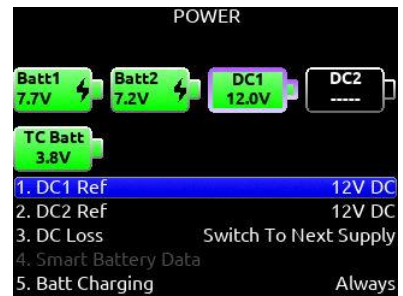 POWER
Batt1 Batt2 DC1 DC2
7.7V 7.2V 12.0V -----
TC Batt
3.8V
1. DC1 Ref 12V DC
2. DC2 Ref 12V DC
3. DC Loss Switch To Next Supply
4. Smart Battery Data
5. Batt Charging Always